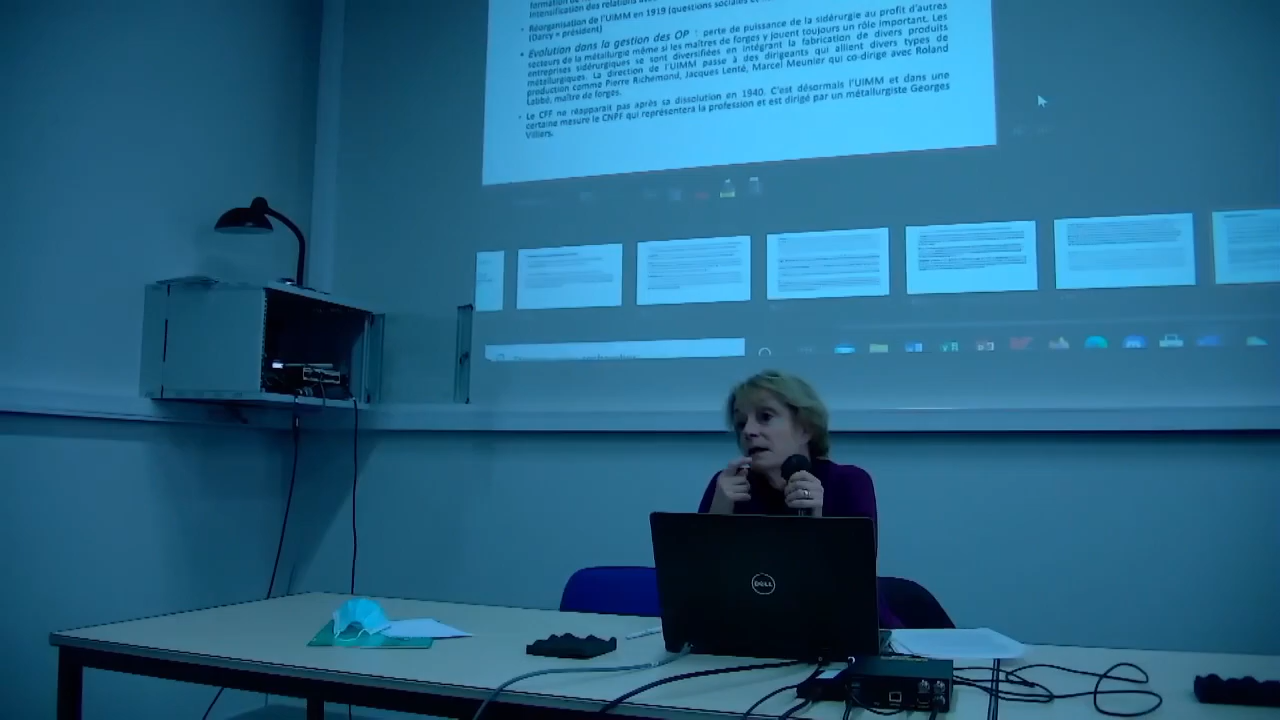 intensification des relations
Réorganisation de l'UIMM en 1919 (questions sociales et
(Darcy = président)
• Evolution dans la gestion des OP : perte de puissance de la sidérurgie au profit d'autres
secteurs de la métallurgie même si les maîtres de forges y jouent toujours un rôle important. Les
entreprises sidérurgiques se sont diversifiées en intégrant la fabrication de divers produits
métallurgiques. La direction de l'UIMM passe à des dirigeants qui allient divers types de
production comme Pierre Richemond, Jacques Lenté, Marcel Meunier qui co-dirige avec Roland
Labbé, maître de forges.
• Le CFF ne réapparait pas après sa dissolution en 1940. C'est désormais l'UIMM et dans une
certaine mesure le CNPF qui représentera la profession et est dirigé par un métallurgiste Georges
Villiers.
DELL